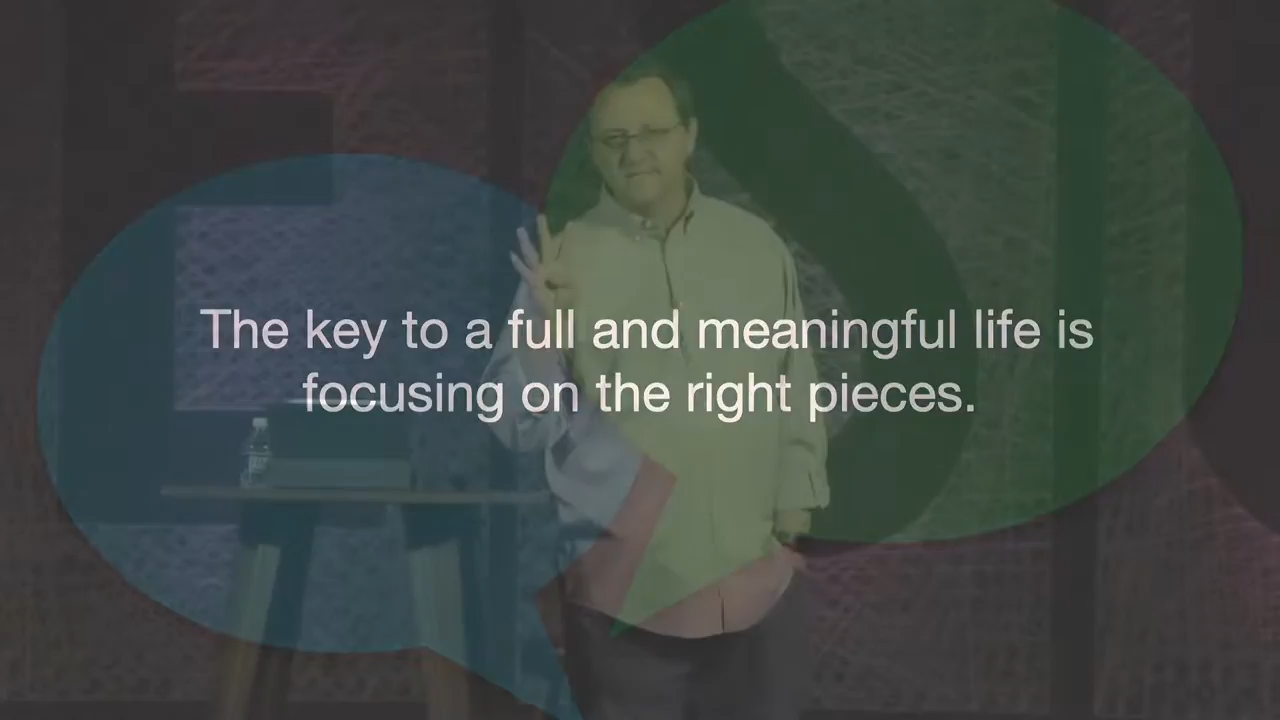 The key to a full and meaningful life is
focusing on the right pieces.